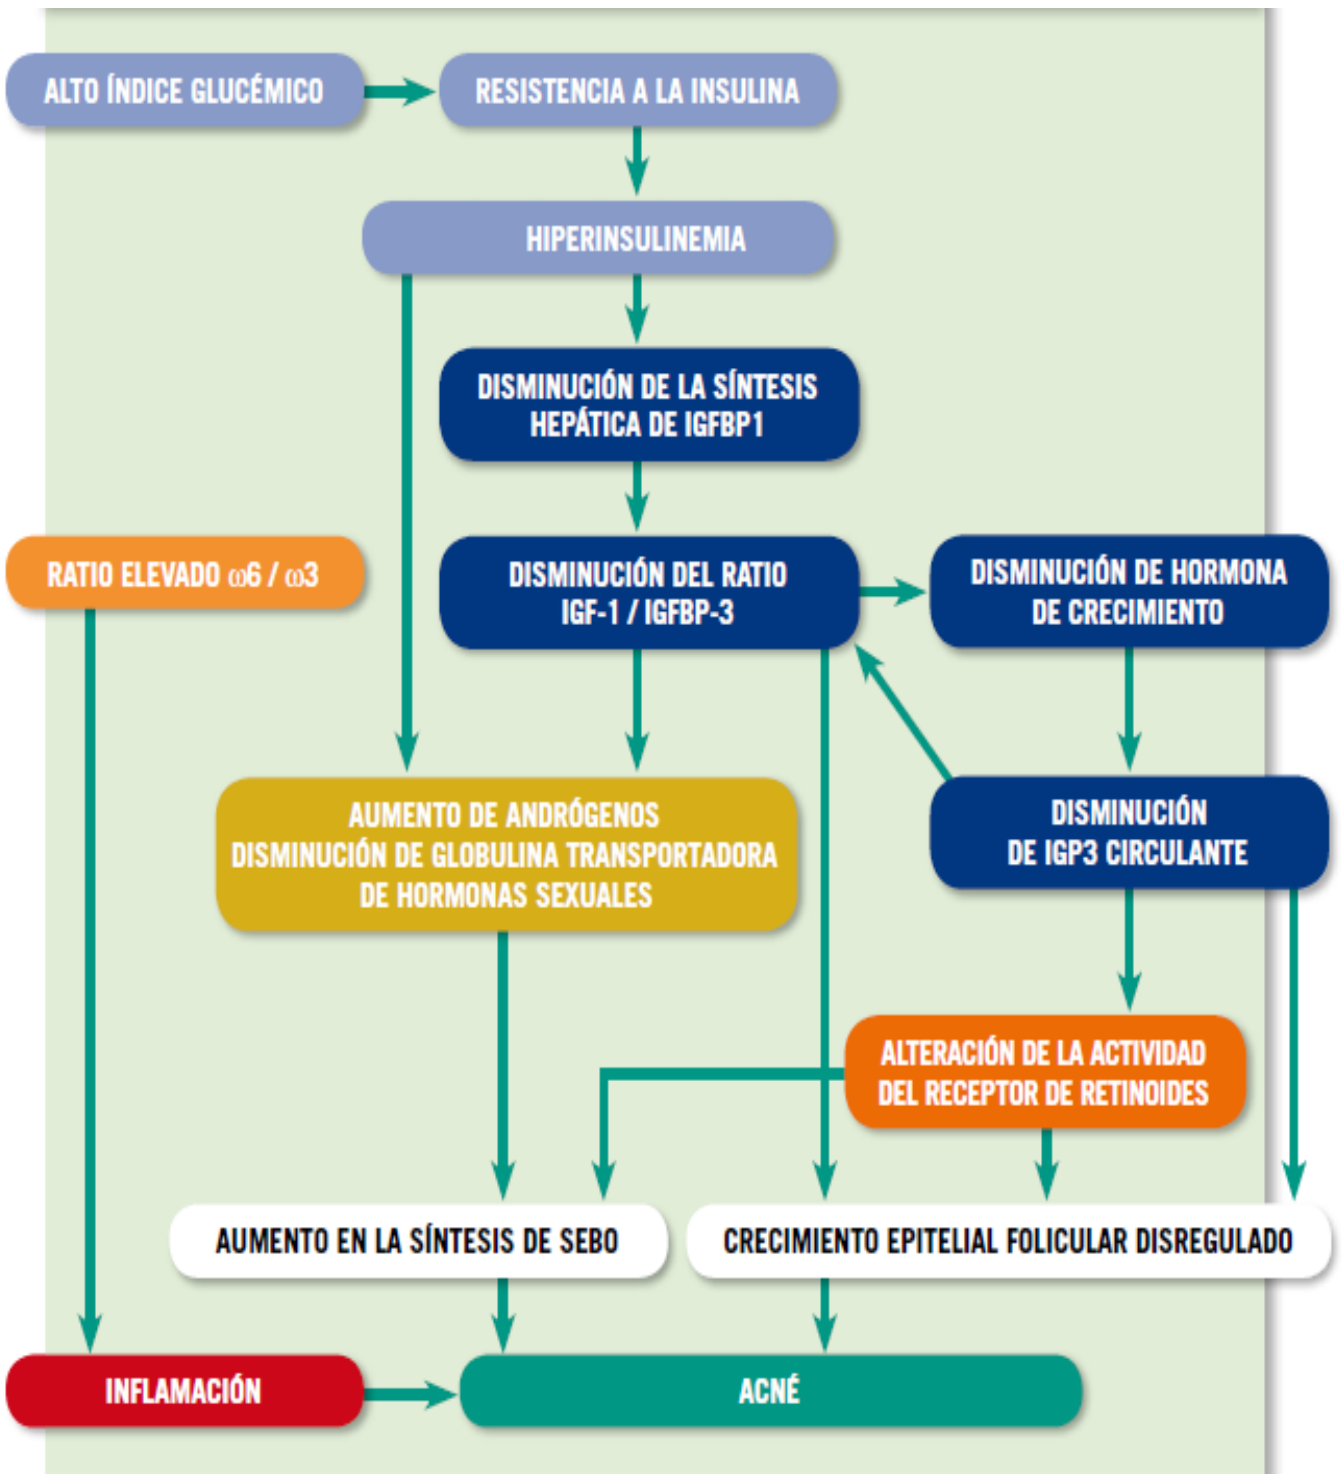 ALTO ÍNDICE GLUCÉMICO
RESISTENCIA A LA INSULINA
HIPERINSULINEMIA
DISMINUCIÓN DE LA SÍNTESIS
HEPÁTICA DE IGFBP1
RATIO ELEVADO ω6 / ω3
DISMINUCIÓN DEL RATIO
IGF-1 / IGFBP-3
DISMINUCIÓN DE HORMONA
DE CRECIMIENTO
AUMENTO DE ANDRÓGENOS
DISMINUCIÓN DE GLOBULINA TRANSPORTADORA
DE HORMONAS SEXUALES
DISMINUCIÓN
DE IGP3 CIRCULANTE
ALTERACIÓN DE LA ACTIVIDAD
DEL RECEPTOR DE RETINOIDES
AUMENTO EN LA SÍNTESIS DE SEBO
CRECIMIENTO EPITELIAL FOLICULAR DISREGULADO
INFLAMACIÓN
ACNÉ